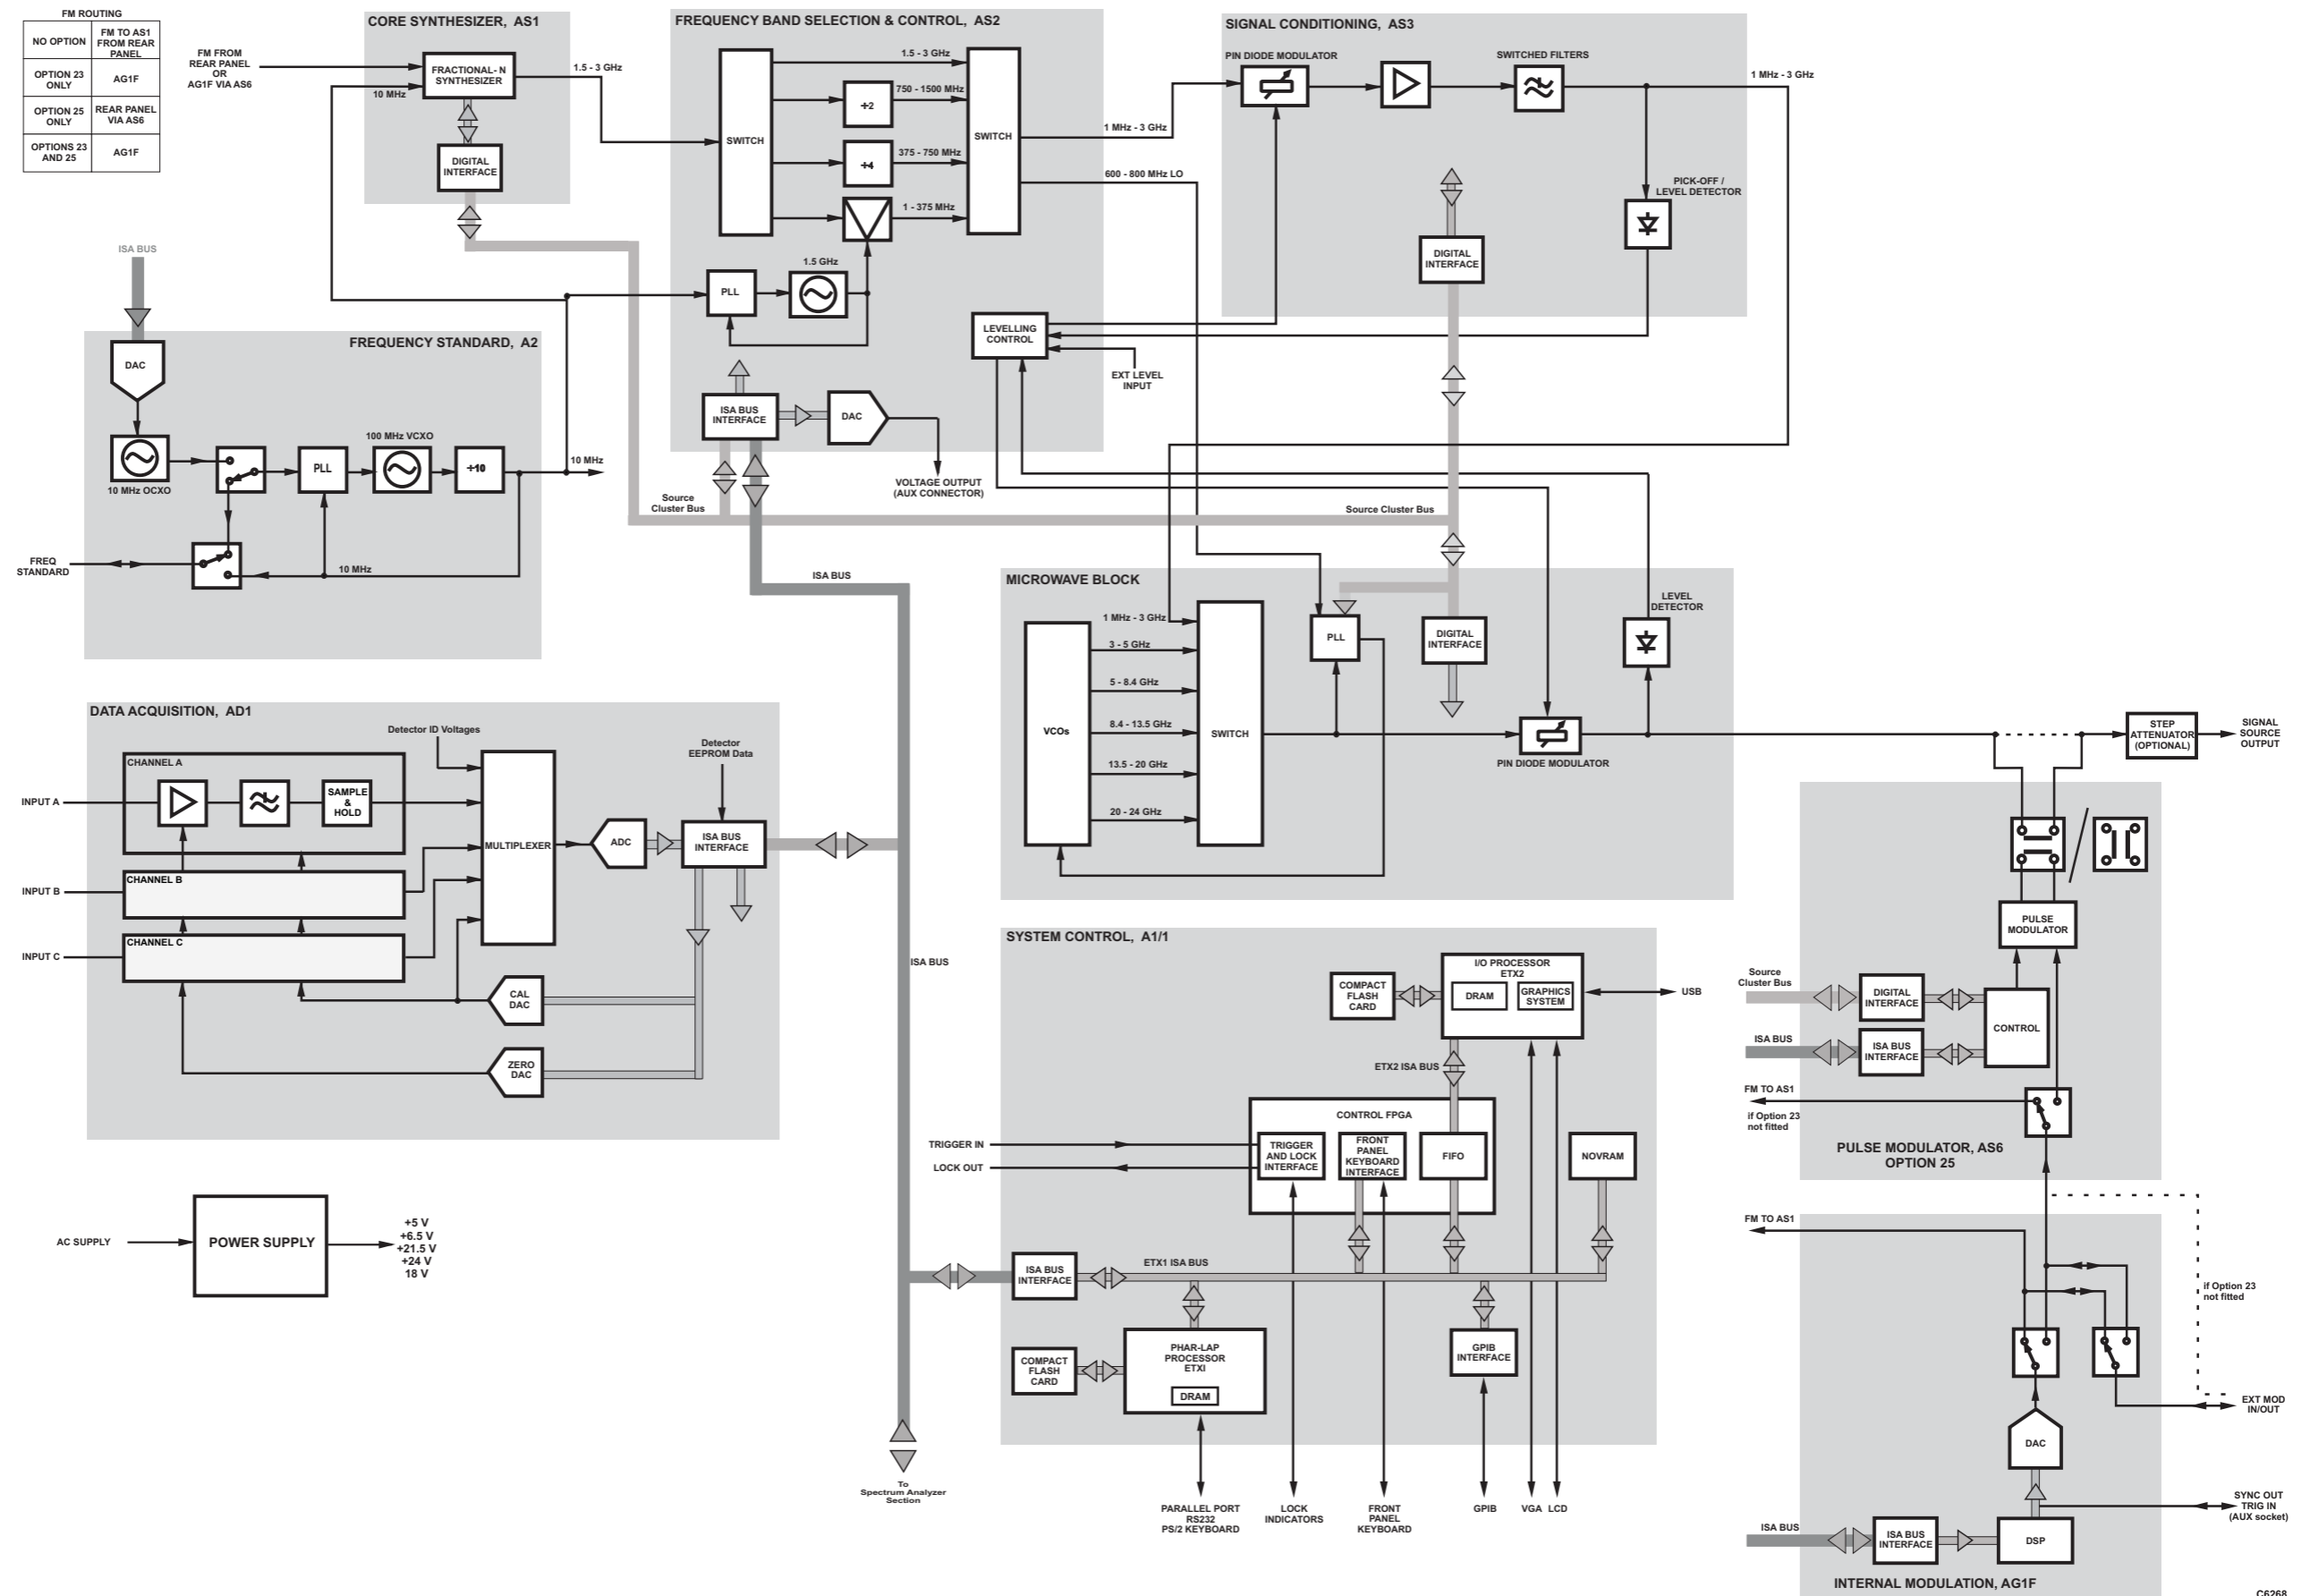 FM ROUTING
NO OPTION
FM TO AS1
FROM REAR
PANEL
OPTION 23
ONLY
AG1F
OPTION 25
ONLY
REAR PANEL
VIA AS6
OPTIONS 23
AND 25
AG1F
CORE SYNTHESIZER, AS1
FM FROM
REAR PANEL
OR
AG1F VIA AS6
10 MHz
FRACTIONAL- N
SYNTHESIZER
1.5 - 3 GHz
DIGITAL
INTERFACE
FREQUENCY BAND SELECTION & CONTROL, AS2
SWITCH
1.5 - 3 GHz
÷2
750 - 1500 MHz
÷4
375 - 750 MHz
1 - 375 MHz
SWITCH
1 MHz - 3 GHz
600 - 800 MHz LO
PLL
1.5 GHz
LEVELLING
CONTROL
EXT LEVEL
INPUT
ISA BUS
INTERFACE
DAC
VOLTAGE OUTPUT
(AUX CONNECTOR)
SIGNAL CONDITIONING, AS3
PIN DIODE MODULATOR
SWITCHED FILTERS
1 MHz - 3 GHz
PICK-OFF /
LEVEL DETECTOR
DIGITAL
INTERFACE
ISA BUS
FREQUENCY STANDARD, A2
DAC
10 MHz OCXO
PLL
100 MHz VCXO
÷10
10 MHz
FREQ
STANDARD
10 MHz
Source
Cluster Bus
Source Cluster Bus
ISA BUS
MICROWAVE BLOCK
VCOs
1 MHz - 3 GHz
3 - 5 GHz
5 - 8.4 GHz
8.4 - 13.5 GHz
13.5 - 20 GHz
20 - 24 GHz
SWITCH
PLL
DIGITAL
INTERFACE
LEVEL
DETECTOR
PIN DIODE MODULATOR
STEP
ATTENUATOR
(OPTIONAL)
SIGNAL
SOURCE
OUTPUT
DATA ACQUISITION, AD1
Detector ID Voltages
Detector
EEPROM Data
CHANNEL A
INPUT A
SAMPLE
&
HOLD
MULTIPLEXER
ADC
ISA BUS
INTERFACE
INPUT B
CHANNEL B
INPUT C
CHANNEL C
CAL
DAC
ZERO
DAC
ISA BUS
AC SUPPLY
POWER SUPPLY
+5 V
+6.5 V
+21.5 V
+24 V
18 V
To
Spectrum Analyzer
Section
SYSTEM CONTROL, A1/1
COMPACT
FLASH
CARD
I/O PROCESSOR
ETX2
DRAM
GRAPHICS
SYSTEM
USB
ETX2 ISA BUS
CONTROL FPGA
TRIGGER IN
LOCK OUT
TRIGGER
AND LOCK
INTERFACE
FRONT
PANEL
KEYBOARD
INTERFACE
FIFO
NOVRAM
ISA BUS
INTERFACE
ETX1 ISA BUS
COMPACT
FLASH
CARD
PHAR-LAP
PROCESSOR
ETXI
DRAM
GPIB
INTERFACE
PARALLEL PORT
RS232
PS/2 KEYBOARD
LOCK
INDICATORS
FRONT
PANEL
KEYBOARD
GPIB
VGA
LCD
PULSE
MODULATOR
Source
Cluster Bus
DIGITAL
INTERFACE
ISA BUS
ISA BUS
INTERFACE
CONTROL
FM TO AS1
if Option 23
not fitted
PULSE MODULATOR, AS6
OPTION 25
FM TO AS1
if Option 23
not fitted
EXT MOD
IN/OUT
DAC
SYNC OUT
TRIG IN
(AUX socket)
ISA BUS
ISA BUS
INTERFACE
DSP
INTERNAL MODULATION, AG1F
C6268